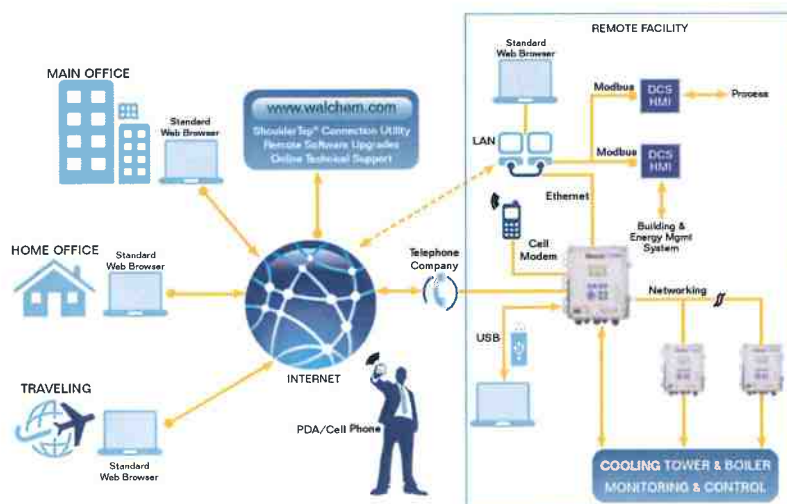 REMOTE FACILITY
MAIN OFFICE
Standard
Web Browser
www.walchem.com
ShoulderTap® Connection Utility
Remote Software Upgrades
Online Technical Support
Standard
Web Browser
LAN
Modbus
DCS
HMI
Process
Modbus
DCS
HMI
Ethernet
Building &
Energy Mgmt
System
Cell
Modem
HOME OFFICE
Standard
Web Browser
Telephone
Company
Networking
USB
INTERNET
TRAVELING
Standard
Web Browser
PDA/Cell Phone
COOLING TOWER & BOILER
MONITORING & CONTROL